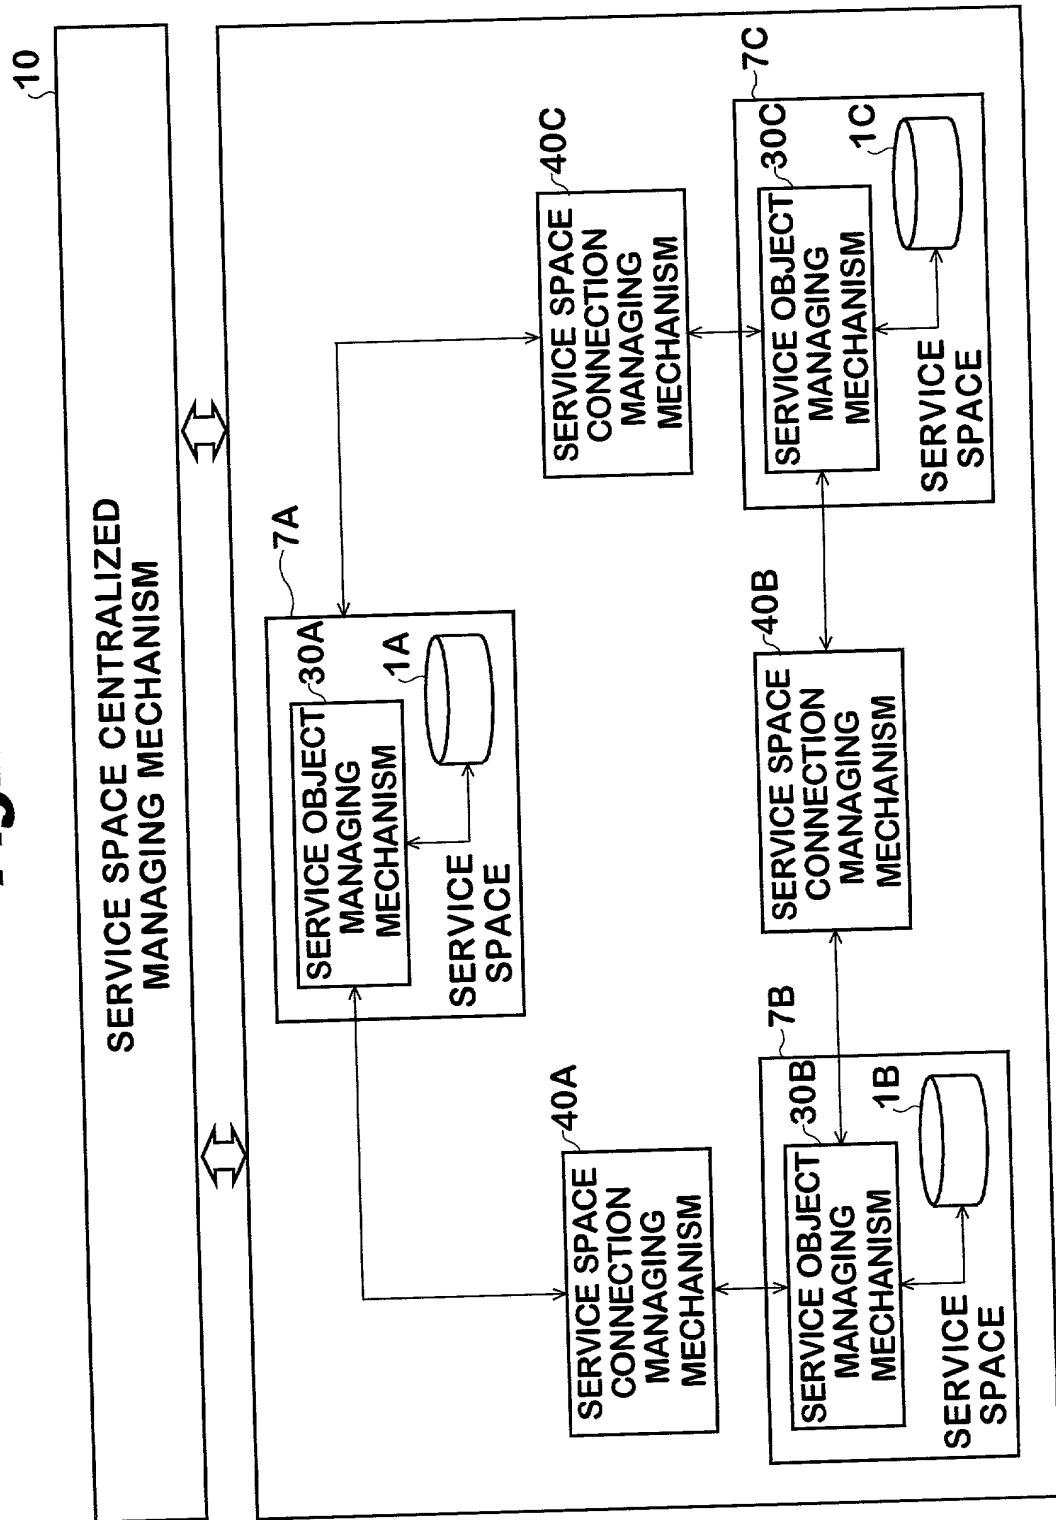 10
SERVICE SPACE CENTRALIZED
MANAGING MECHANISM
7A
30A
SERVICE OBJECT
MANAGING
MECHANISM
1A
SERVICE
SPACE
40A
SERVICE SPACE
CONNECTION
MANAGING
MECHANISM
40C
SERVICE SPACE
CONNECTION
MANAGING
MECHANISM
7B
30B
SERVICE OBJECT
MANAGING
MECHANISM
1B
SERVICE
SPACE
40B
SERVICE SPACE
CONNECTION
MANAGING
MECHANISM
7C
30C
SERVICE OBJECT
MANAGING
MECHANISM
1C
SERVICE
SPACE